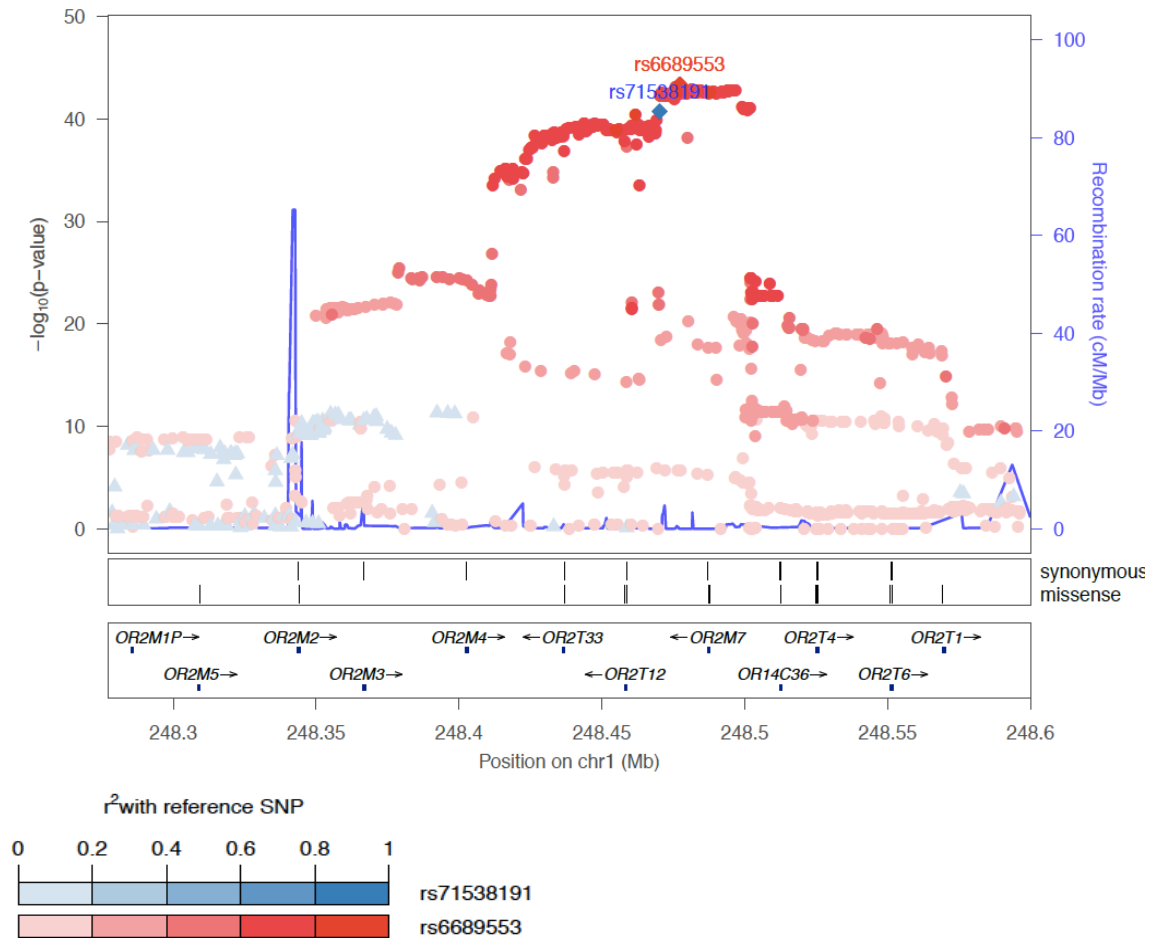 50
40
30
20
10
0
−log₁₀(p−value)
100
80
60
40
20
0
Recombination rate (cM/Mb)
rs6689553
rs71538191
synonymous
missense
OR2M1P→ OR2M2→ OR2M4→ ←OR2T33 ←OR2M7 OR2T4→ OR2T1→
OR2M5→ OR2M3→ ←OR2T12 OR14C36→ OR2T6→
248.3 248.35 248.4 248.45 248.5 248.55 248.6
Position on chr1 (Mb)
r² with reference SNP
0 0.2 0.4 0.6 0.8 1
rs71538191
rs6689553